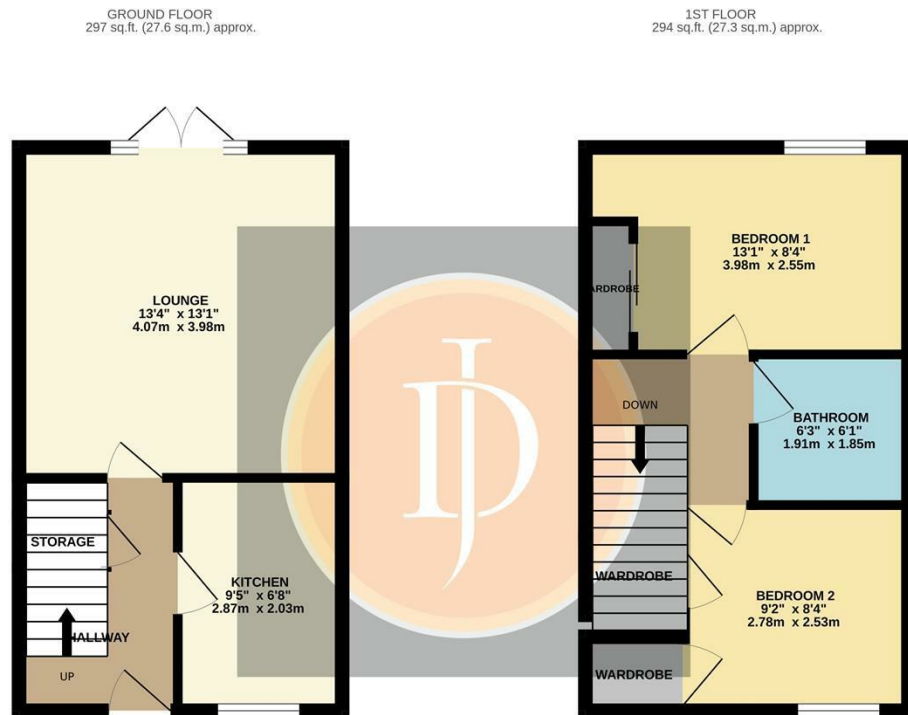 GROUND FLOOR
297 sq.ft. (27.6 sq.m.) approx.
LOUNGE
13'4" x 13'1"
4.07m x 3.98m
STORAGE
KITCHEN
9'5" x 6'8"
2.87m x 2.03m
HALLWAY
UP
1ST FLOOR
294 sq.ft. (27.3 sq.m.) approx.
BEDROOM 1
13'1" x 8'4"
3.98m x 2.55m
ARDROBE
DOWN
BATHROOM
6'3" x 6'1"
1.91m x 1.85m
WARDROBE
BEDROOM 2
9'2" x 8'4"
2.78m x 2.53m
WARDROBE
JD